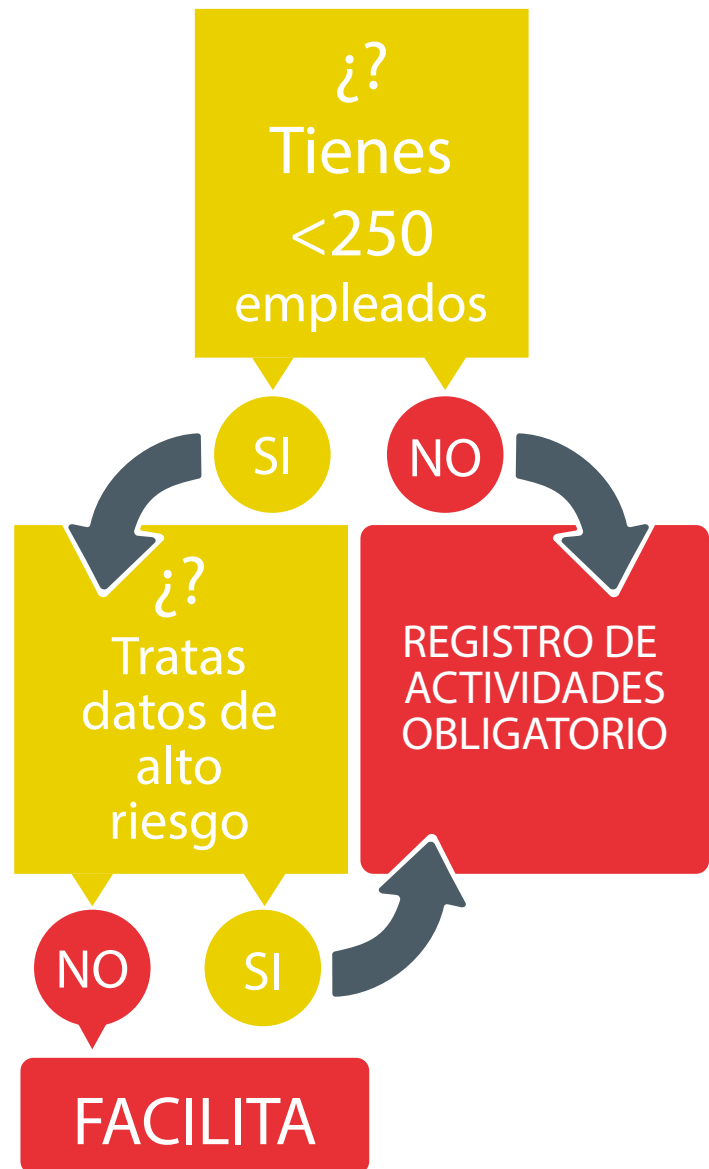 ¿?
Tienes
<250
empleados
SI
NO
¿?
Tratas
datos de
alto
riesgo
REGISTRO DE
ACTIVIDADES
OBLIGATORIO
NO
SI
FACILITA